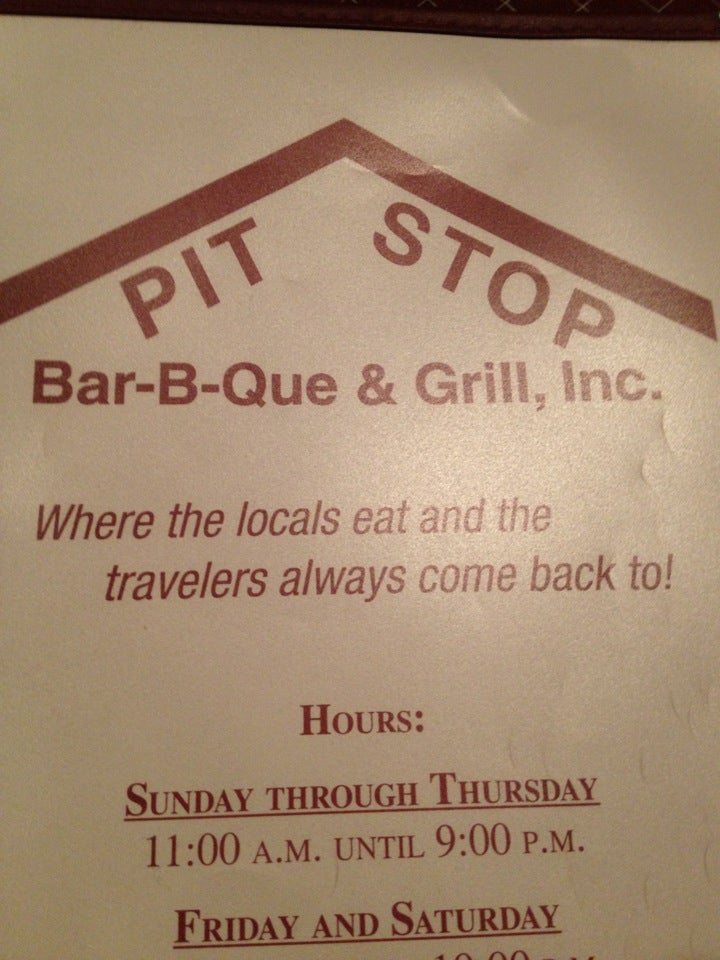 PIT STOP
Bar-B-Que & Grill, Inc.
Where the locals eat and the
travelers always come back to!
HOURS:
SUNDAY THROUGH THURSDAY
11:00 A.M. UNTIL 9:00 P.M.
FRIDAY AND SATURDAY